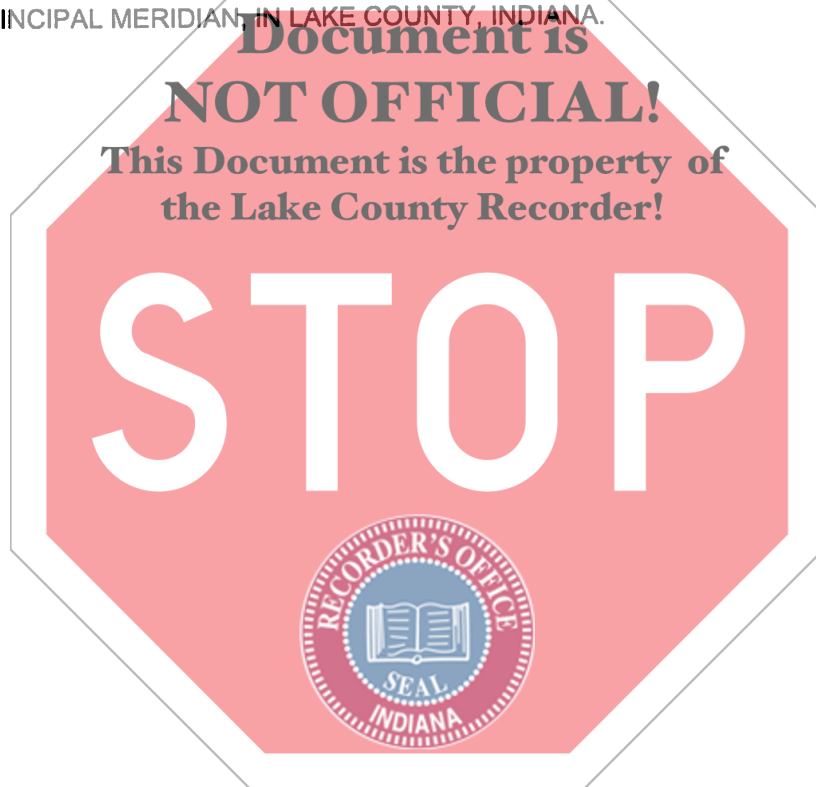 INCIPAL MERIDIAN, IN LAKE COUNTY, INDIANA.
Document is
NOT OFFICIAL!
This Document is the property of
the Lake County Recorder!
STOP
RECORDER'S OFFICE
SEAL
INDIANA